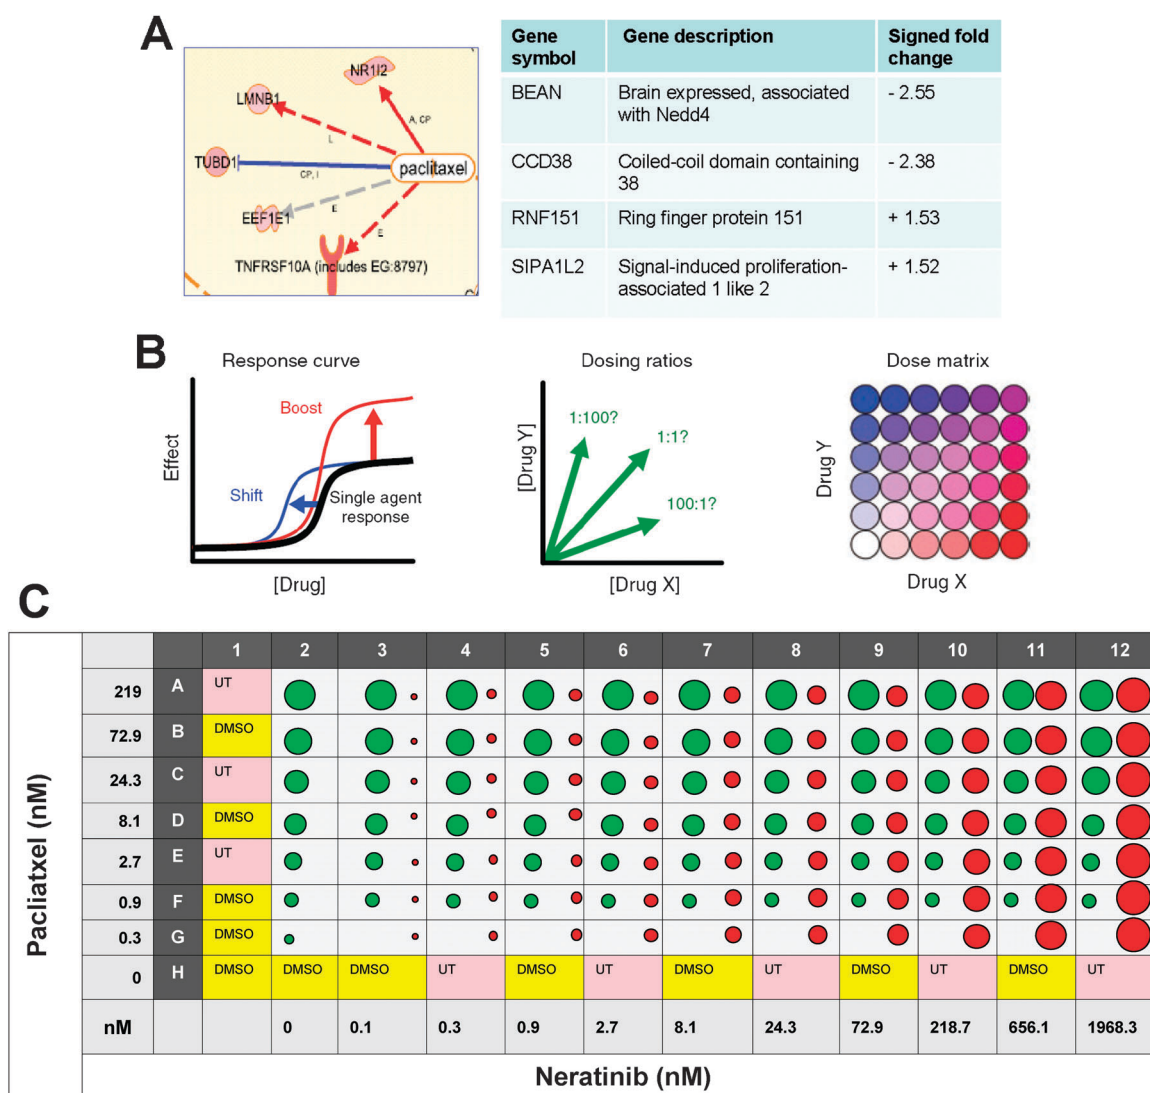 A
NR1I2
LMNB1
A, CP
L
TUBD1
paclitaxel
CP, I
EEF1E1
E
E
TNFRSF10A (includes EG:8797)
Gene symbol Gene description Signed fold change
BEAN Brain expressed, associated with Nedd4 - 2.55
CCD38 Coiled-coil domain containing 38 - 2.38
RNF151 Ring finger protein 151 + 1.53
SIPA1L2 Signal-induced proliferation-associated 1 like 2 + 1.52
B
Response curve
Effect
Boost
Shift
Single agent
response
[Drug]
Dosing ratios
[Drug Y]
1:100?
1:1?
100:1?
[Drug X]
Dose matrix
Drug Y
Drug X
C
Pacliatxel (nM)
1 2 3 4 5 6 7 8 9 10 11 12
219 A UT
72.9 B DMSO
24.3 C UT
8.1 D DMSO
2.7 E UT
0.9 F DMSO
0.3 G DMSO
0 H DMSO DMSO DMSO UT DMSO UT DMSO UT DMSO UT DMSO UT
nM 0 0.1 0.3 0.9 2.7 8.1 24.3 72.9 218.7 656.1 1968.3
Neratinib (nM)